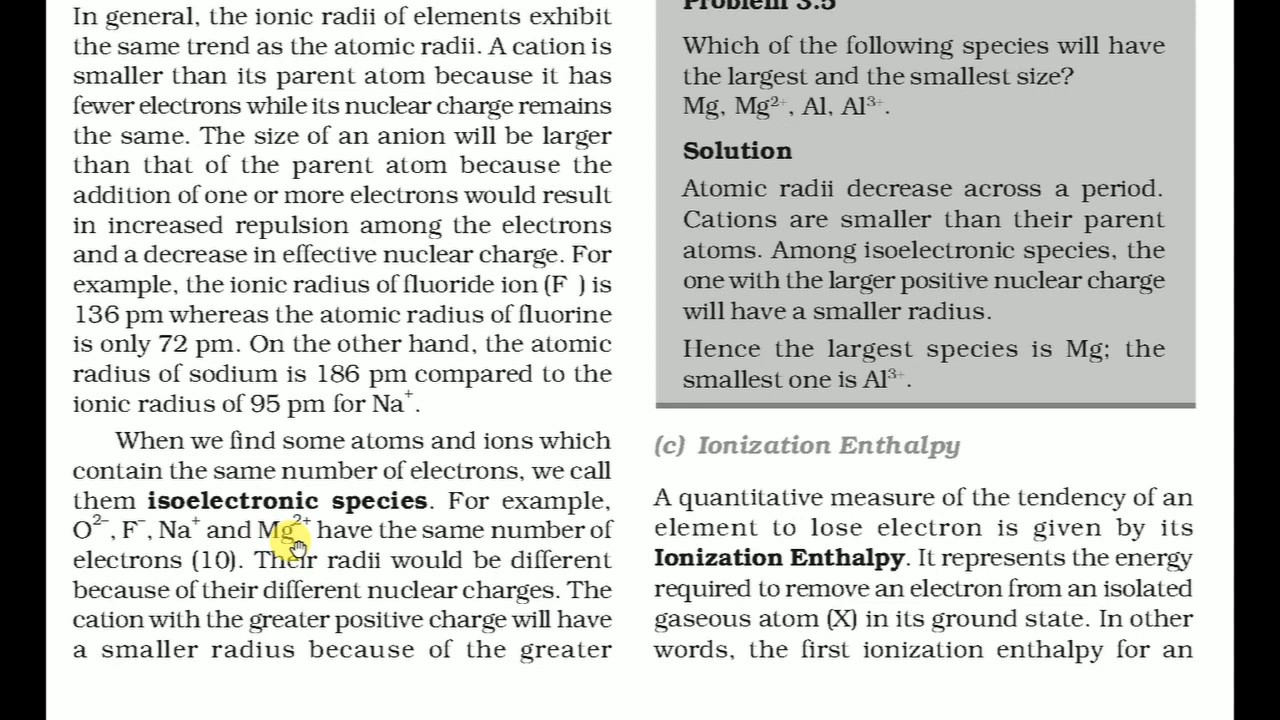 In general, the ionic radii of elements exhibit
the same trend as the atomic radii. A cation is
smaller than its parent atom because it has
fewer electrons while its nuclear charge remains
the same. The size of an anion will be larger
than that of the parent atom because the
addition of one or more electrons would result
in increased repulsion among the electrons
and a decrease in effective nuclear charge. For
example, the ionic radius of fluoride ion (F ) is
136 pm whereas the atomic radius of fluorine
is only 72 pm. On the other hand, the atomic
radius of sodium is 186 pm compared to the
ionic radius of 95 pm for Na⁺.
When we find some atoms and ions which
contain the same number of electrons, we call
them isoelectronic species. For example,
O²⁻, F⁻, Na⁺ and Mg²⁺ have the same number of
electrons (10). Their radii would be different
because of their different nuclear charges. The
cation with the greater positive charge will have
a smaller radius because of the greater
Problem 3.5
Which of the following species will have
the largest and the smallest size?
Mg, Mg²⁺, Al, Al³⁺.
Solution
Atomic radii decrease across a period.
Cations are smaller than their parent
atoms. Among isoelectronic species, the
one with the larger positive nuclear charge
will have a smaller radius.
Hence the largest species is Mg; the
smallest one is Al³⁺.
(c) Ionization Enthalpy
A quantitative measure of the tendency of an
element to lose electron is given by its
Ionization Enthalpy. It represents the energy
required to remove an electron from an isolated
gaseous atom (X) in its ground state. In other
words, the first ionization enthalpy for an